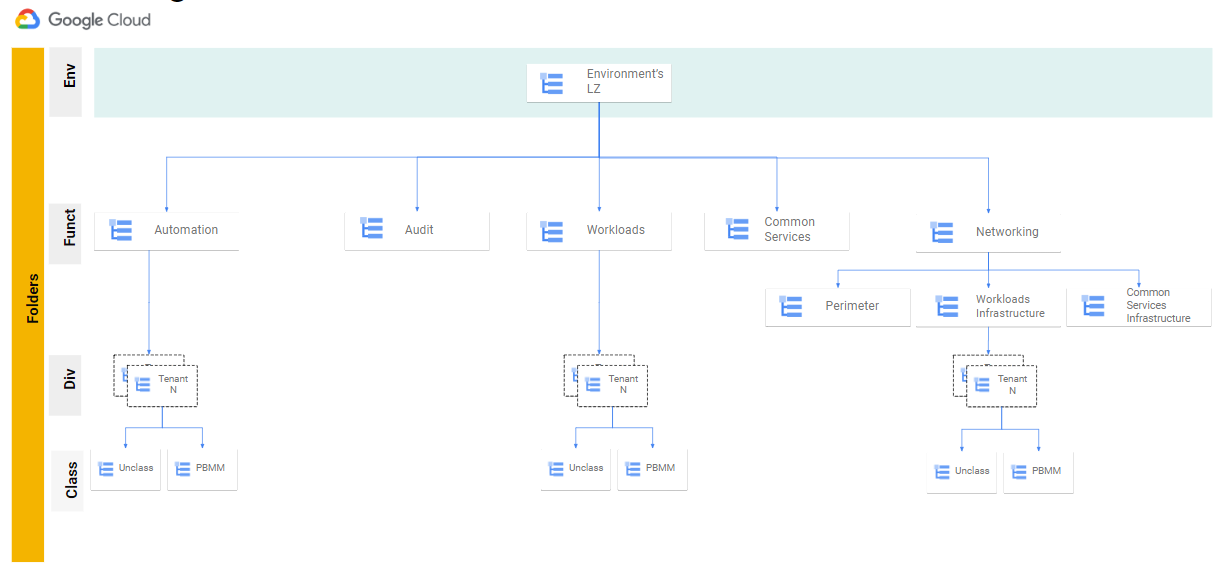 Google Cloud
Folders
Env
Environment's
LZ
Funct
Automation
Audit
Workloads
Common
Services
Networking
Perimeter
Workloads
Infrastructure
Common
Services
Infrastructure
Div
Tenant
N
Tenant
N
Tenant
N
Class
Unclass
PBMM
Unclass
PBMM
Unclass
PBMM